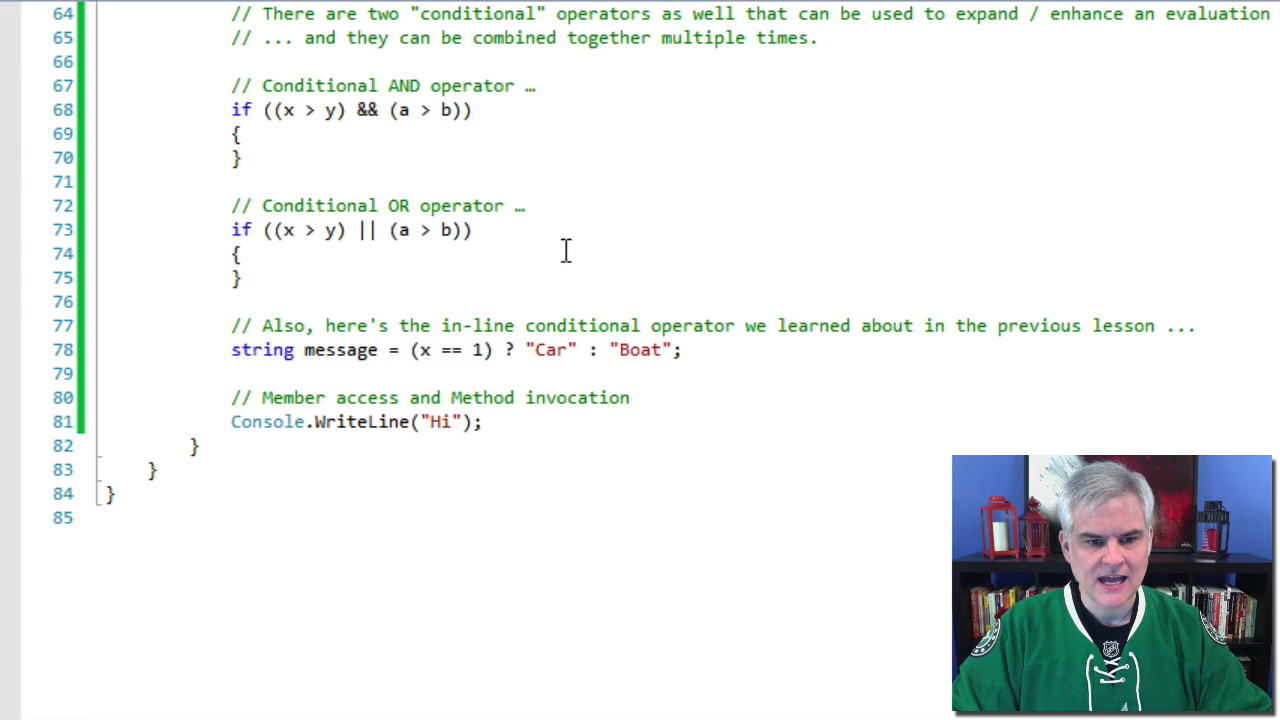 64 // There are two "conditional" operators as well that can be used to expand / enhance an evaluation
65 // ... and they can be combined together multiple times.
66
67 // Conditional AND operator …
68 if ((x > y) && (a > b))
69 {
70 }
71
72 // Conditional OR operator …
73 if ((x > y) || (a > b))
74 {
75 }
76
77 // Also, here's the in-line conditional operator we learned about in the previous lesson ...
78 string message = (x == 1) ? "Car" : "Boat";
79
80 // Member access and Method invocation
81 Console.WriteLine("Hi");
82 }
83 }
84 }
85